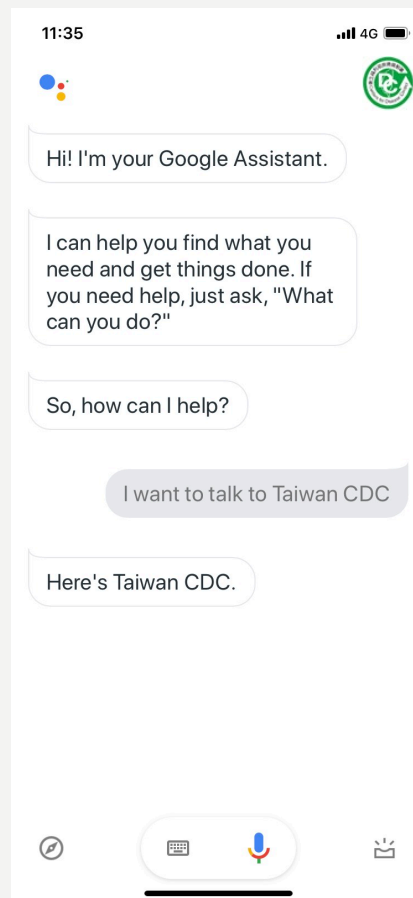 11:35
4G
Hi! I'm your Google Assistant.
I can help you find what you
need and get things done. If
you need help, just ask, "What
can you do?"
So, how can I help?
I want to talk to Taiwan CDC
Here's Taiwan CDC.